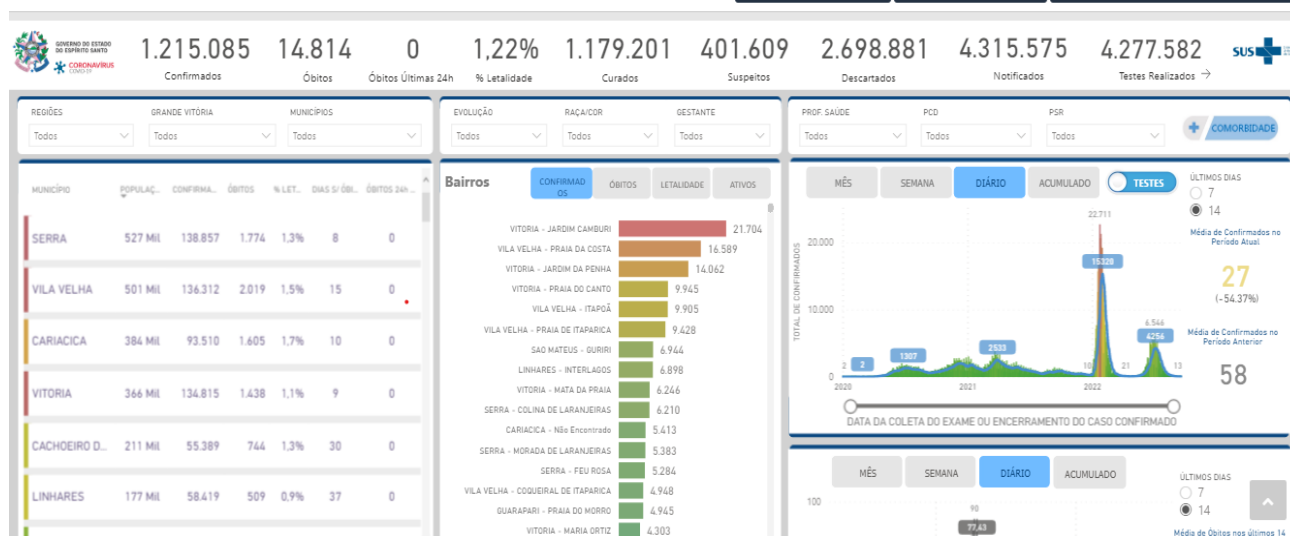 GOVERNO DO ESTADO
DO ESPÍRITO SANTO
CORONAVÍRUS
COVID-19
1.215.085
Confirmados
14.814
Óbitos
0
Óbitos Últimas 24h
1,22%
% Letalidade
1.179.201
Curados
401.609
Suspeitos
2.698.881
Descartados
4.315.575
Notificados
4.277.582
Testes Realizados →
SUS
REGIÕES
Todos
GRANDE VITÓRIA
Todos
MUNICÍPIOS
Todos
EVOLUÇÃO
Todos
RAÇA/COR
Todos
GESTANTE
Todos
PROF. SAÚDE
Todos
PCD
Todos
PSR
Todos
+ COMORBIDADE
MUNICÍPIO POPULAÇ... CONFIRMA... ÓBITOS % LET... DIAS S/ ÓBI... ÓBITOS 24h ...
SERRA 527 Mil 138.857 1.774 1,3% 8 0
VILA VELHA 501 Mil 136.312 2.019 1,5% 15 0
CARIACICA 384 Mil 93.510 1.605 1,7% 10 0
VITORIA 366 Mil 134.815 1.438 1,1% 9 0
CACHOEIRO D... 211 Mil 55.389 744 1,3% 30 0
LINHARES 177 Mil 58.419 509 0,9% 37 0
Bairros
CONFIRMAD
OS
ÓBITOS
LETALIDADE
ATIVOS
VITORIA - JARDIM CAMBURI 21.704
VILA VELHA - PRAIA DA COSTA 16.589
VITORIA - JARDIM DA PENHA 14.062
VITORIA - PRAIA DO CANTO 9.945
VILA VELHA - ITAPOÃ 9.905
VILA VELHA - PRAIA DE ITAPARICA 9.428
SAO MATEUS - GURIRI 6.944
LINHARES - INTERLAGOS 6.898
VITORIA - MATA DA PRAIA 6.246
SERRA - COLINA DE LARANJEIRAS 6.210
CARIACICA - Não Encontrado 5.413
SERRA - MORADA DE LARANJEIRAS 5.383
SERRA - FEU ROSA 5.284
VILA VELHA - COQUEIRAL DE ITAPARICA 4.948
GUARAPARI - PRAIA DO MORRO 4.945
VITORIA - MARIA ORTIZ 4.303
MÊS
SEMANA
DIÁRIO
ACUMULADO
TESTES
ÚLTIMOS DIAS
7
14
Média de Confirmados no
Período Atual
27
(-54.37%)
Média de Confirmados no
Período Anterior
58
TOTAL DE CONFIRMADOS
20.000
10.000
0
22.711
15328
6.546
4256
2533
1307
2
2
10
21
13
2020
2021
2022
DATA DA COLETA DO EXAME OU ENCERRAMENTO DO CASO CONFIRMADO
MÊS
SEMANA
DIÁRIO
ACUMULADO
ÚLTIMOS DIAS
7
14
Média de Óbitos nos últimos 14
100
90
77,43